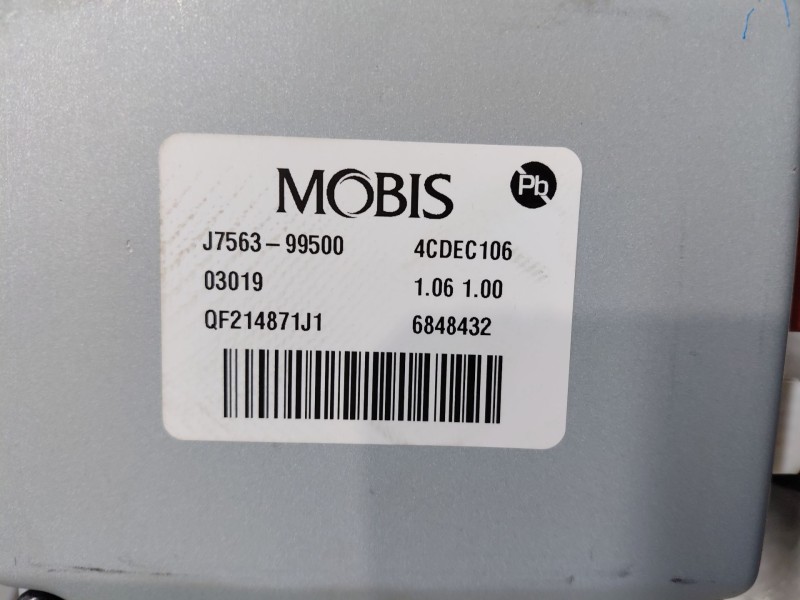 MOBIS Pb
J7563-99500 4CDEC106
03019 1.06 1.00
QF214871J1 6848432